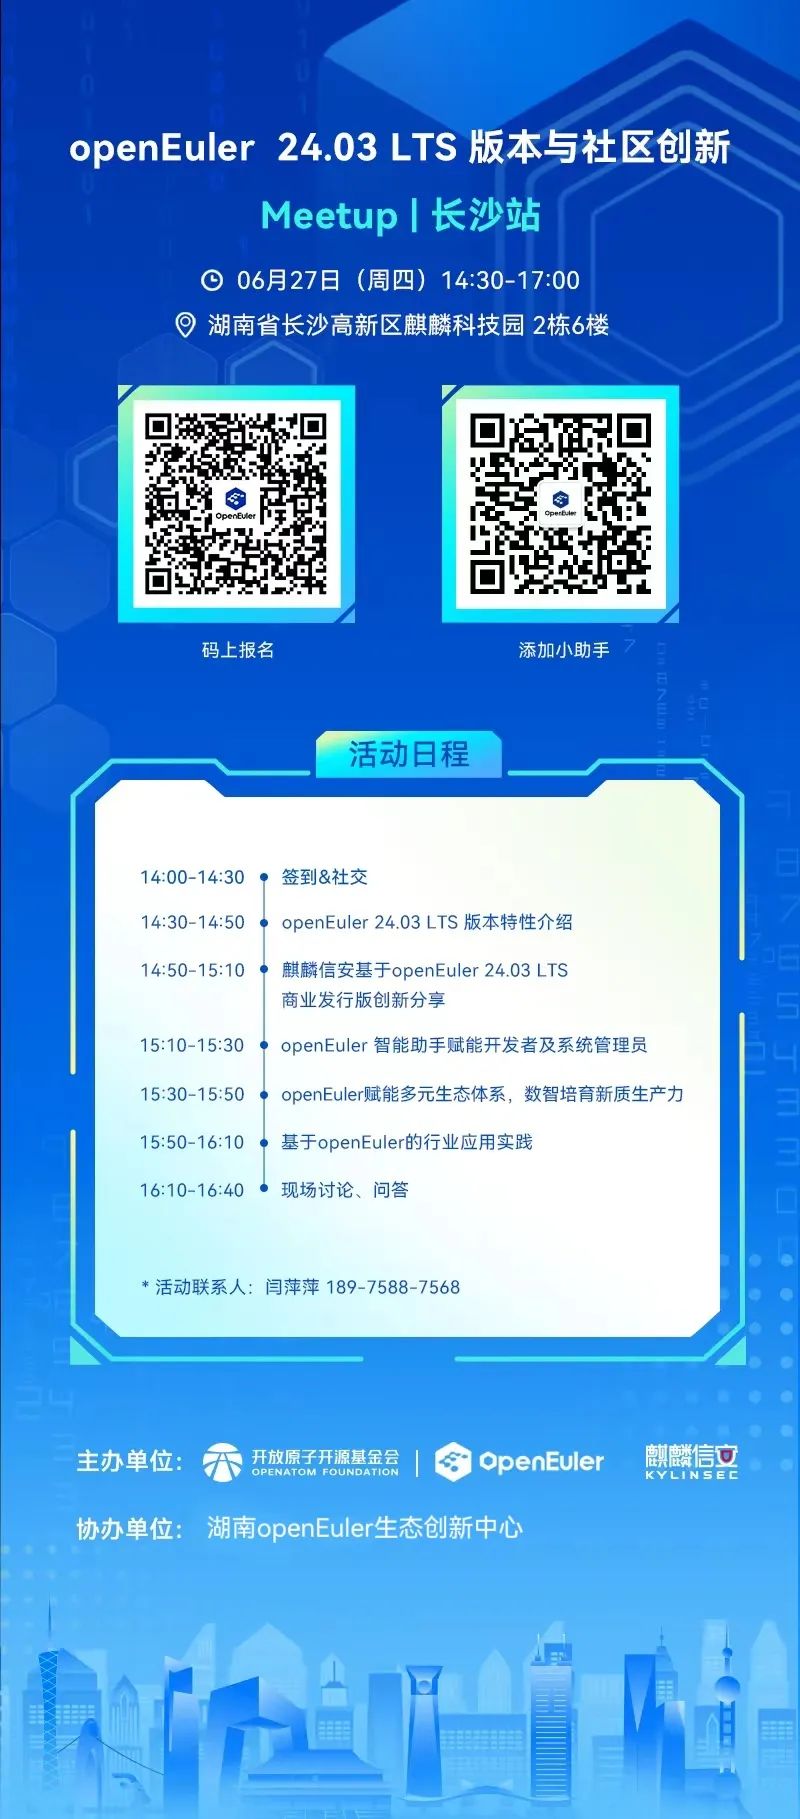 openEuler 24.03 LTS 版本与社区创新
Meetup | 长沙站
06月27日（周四）14:30-17:00
湖南省长沙高新区麒麟科技园 2栋6楼
OpenEuler
OpenEuler
码上报名
添加小助手
活动日程
14:00-14:30 签到&社交
14:30-14:50 openEuler 24.03 LTS 版本特性介绍
14:50-15:10 麒麟信安基于openEuler 24.03 LTS
商业发行版创新分享
15:10-15:30 openEuler 智能助手赋能开发者及系统管理员
15:30-15:50 openEuler赋能多元生态体系，数智培育新质生产力
15:50-16:10 基于openEuler的行业应用实践
16:10-16:40 现场讨论、问答
* 活动联系人：闫萍萍 189-7588-7568
主办单位： 开放原子开源基金会 OPENATOM FOUNDATION | OpenEuler 麒麟信安 KYLINSEC
协办单位： 湖南openEuler生态创新中心